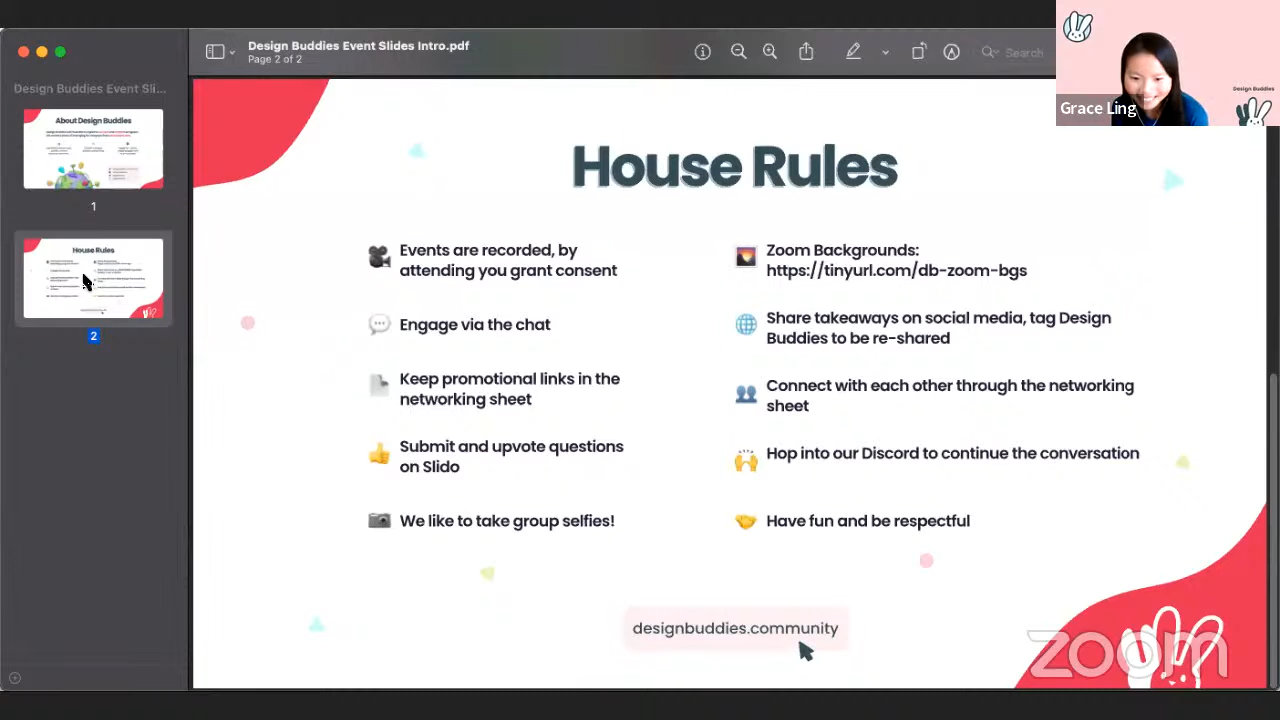 Design Buddies Event Slides Intro.pdf
Page 2 of 2
Search
Design Buddies Event Sli...
About Design Buddies
1
House Rules
2
House Rules
Events are recorded, by
attending you grant consent
Engage via the chat
Keep promotional links in the
networking sheet
Submit and upvote questions
on Slido
We like to take group selfies!
Zoom Backgrounds:
https://tinyurl.com/db-zoom-bgs
Share takeaways on social media, tag Design
Buddies to be re-shared
Connect with each other through the networking
sheet
Hop into our Discord to continue the conversation
Have fun and be respectful
designbuddies.community
Design Buddies
Grace Ling
zoom